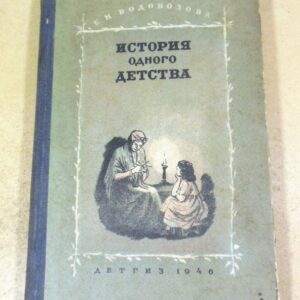 Е. Н. ВОДОВОЗОВА
ИСТОРИЯ
ОДНОГО
ДЕТСТВА
ДЕТГИЗ 1946